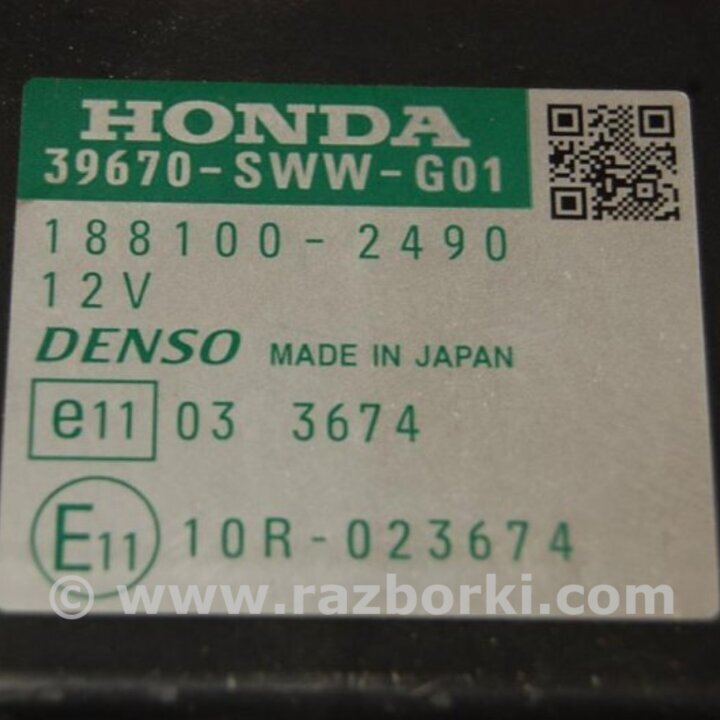 HONDA
39670-SWW-G01
188100-2490
12V
DENSO MADE IN JAPAN
e11 03 3674
E11 10R-023674
© www.razborki.com